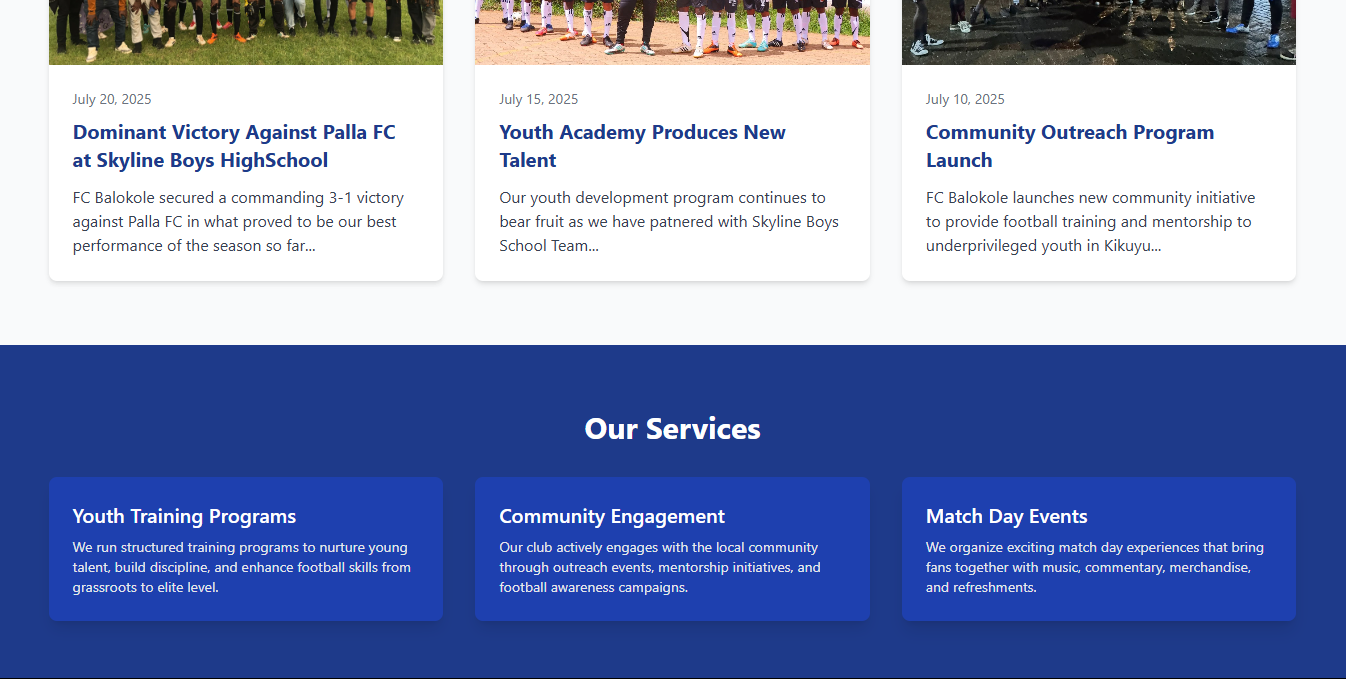 July 20, 2025
Dominant Victory Against Palla FC
at Skyline Boys HighSchool
FC Balokole secured a commanding 3-1 victory
against Palla FC in what proved to be our best
performance of the season so far...
July 15, 2025
Youth Academy Produces New
Talent
Our youth development program continues to
bear fruit as we have patnered with Skyline Boys
School Team...
July 10, 2025
Community Outreach Program
Launch
FC Balokole launches new community initiative
to provide football training and mentorship to
underprivileged youth in Kikuyu...
Our Services
Youth Training Programs
We run structured training programs to nurture young
talent, build discipline, and enhance football skills from
grassroots to elite level.
Community Engagement
Our club actively engages with the local community
through outreach events, mentorship initiatives, and
football awareness campaigns.
Match Day Events
We organize exciting match day experiences that bring
fans together with music, commentary, merchandise,
and refreshments.